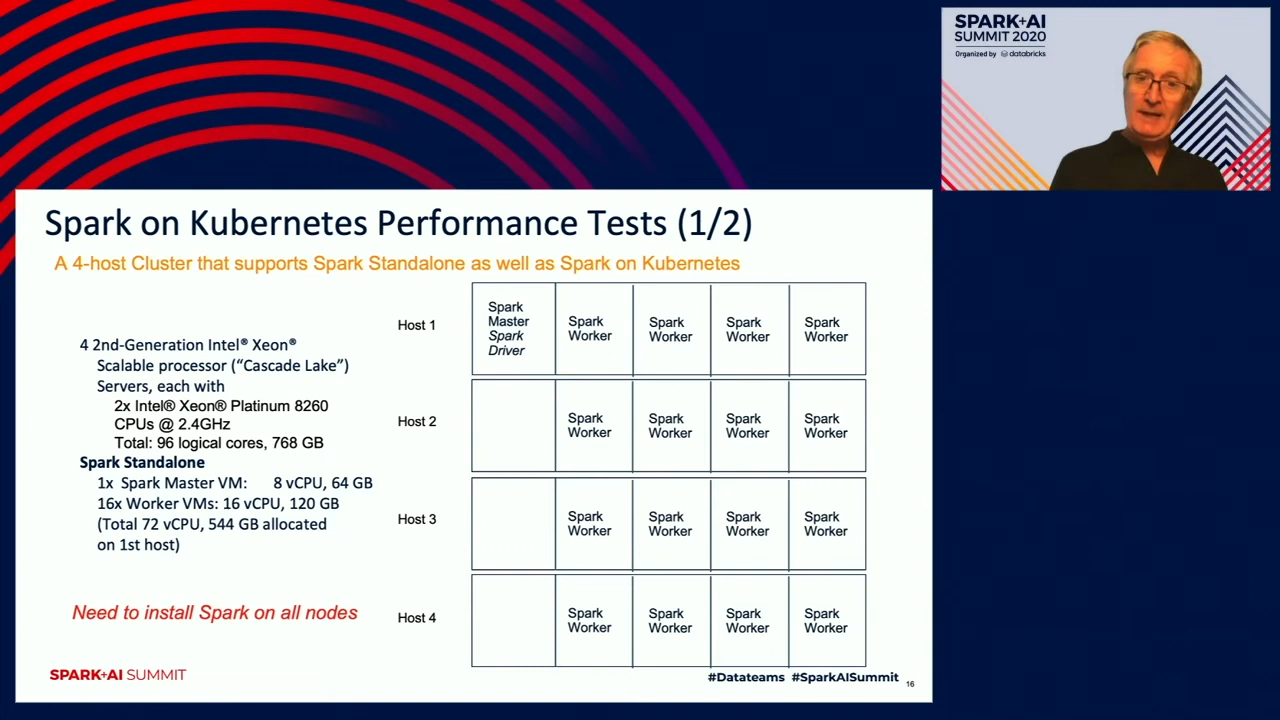 SPARK+AI
SUMMIT 2020
Organized by databricks
Spark on Kubernetes Performance Tests (1/2)
A 4-host Cluster that supports Spark Standalone as well as Spark on Kubernetes
4 2nd-Generation Intel® Xeon®
Scalable processor (“Cascade Lake”)
Servers, each with
2x Intel® Xeon® Platinum 8260
CPUs @ 2.4GHz
Total: 96 logical cores, 768 GB
Spark Standalone
1x Spark Master VM: 8 vCPU, 64 GB
16x Worker VMs: 16 vCPU, 120 GB
(Total 72 vCPU, 544 GB allocated
on 1st host)
Need to install Spark on all nodes
Host 1
Spark
Master
Spark
Driver
Spark
Worker
Spark
Worker
Spark
Worker
Spark
Worker
Host 2
Spark
Worker
Spark
Worker
Spark
Worker
Spark
Worker
Host 3
Spark
Worker
Spark
Worker
Spark
Worker
Spark
Worker
Host 4
Spark
Worker
Spark
Worker
Spark
Worker
Spark
Worker
SPARK+AI SUMMIT
#Datateams #SparkAISummit
16